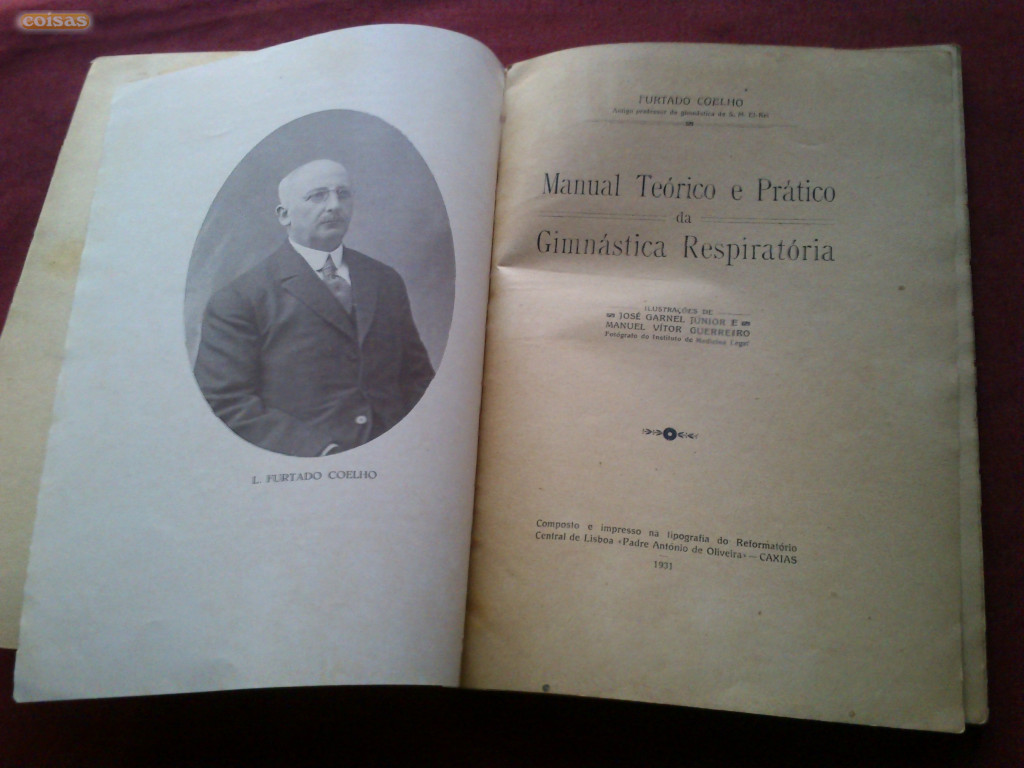 coisas
L. FURTADO COELHO
FURTADO COELHO
Antigo professor de gimnástica de S. M. El-Rei
Manual Teórico e Prático
da
Gimnástica Respiratória
ILUSTRAÇÕES DE
JOSÉ GARNEL JÚNIOR E
MANUEL VÍTOR GUERREIRO
Fotógrafo do Instituto de Medicina Legal
Composto e impresso na tipografia do Reformatório
Central de Lisboa «Padre António de Oliveira» — CAXIAS
1931